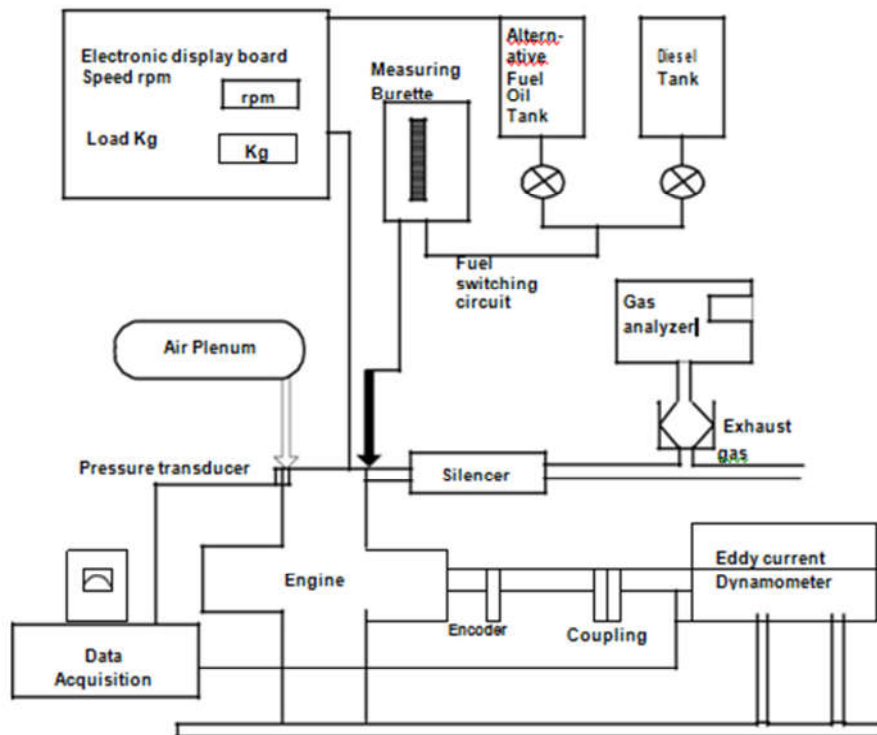 Electronic display board
Speed rpm
rpm
Load Kg
Kg
Measuring
Burette
Altern-
ative
Fuel
Oil
Tank
Diesel
Tank
Fuel
switching
circuit
Gas
analyzer
Air Plenum
Exhaust
gas
Pressure transducer
Silencer
Engine
Eddy current
Dynamometer
Encoder
Coupling
Data
Acquisition